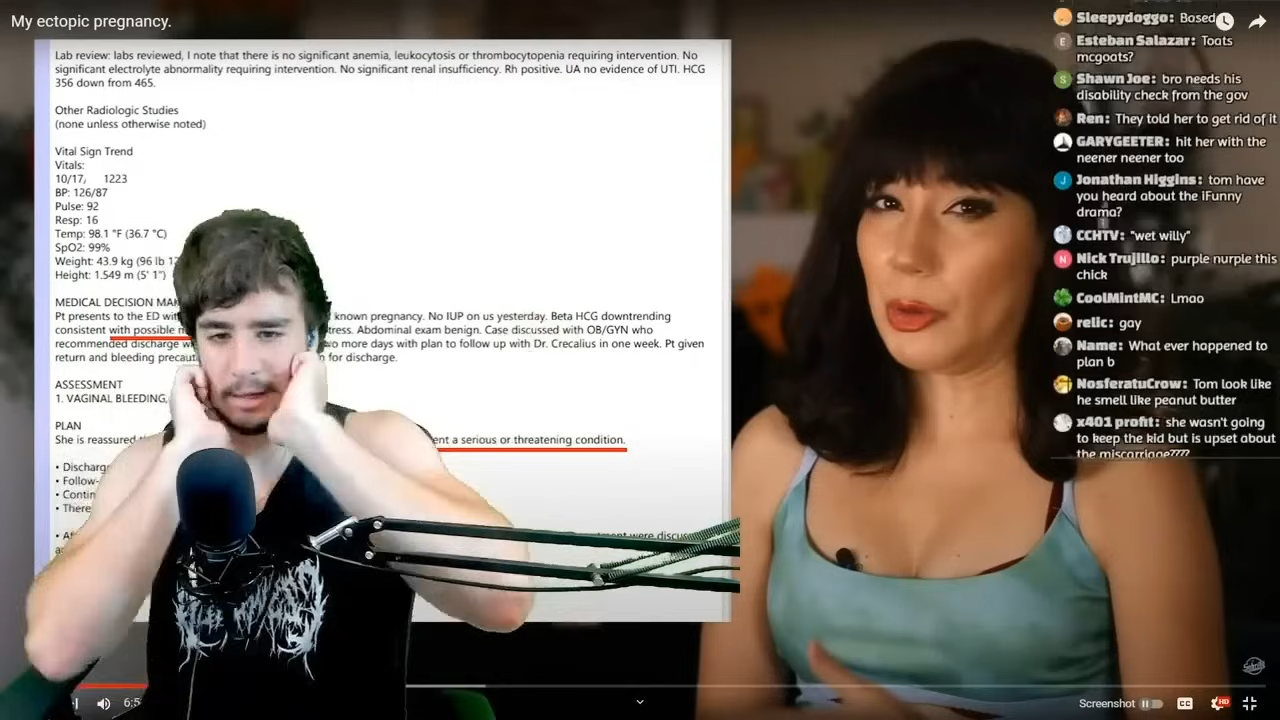 My ectopic pregnancy.
Lab review: labs reviewed, I note that there is no significant anemia, leukocytosis or thrombocytopenia requiring intervention. No
significant electrolyte abnormality requiring intervention. No significant renal insufficiency. Rh positive. UA no evidence of UTI. HCG
356 down from 465.
Other Radiologic Studies
(none unless otherwise noted)
Vital Sign Trend
Vitals:
10/17, 1223
BP: 126/87
Pulse: 92
Resp: 16
Temp: 98.1 °F (36.7 °C)
SpO2: 99%
Weight: 43.9 kg (96 lb
Height: 1.549 m (5' 1")
MEDICAL DECISION
Pt presents to the ED known pregnancy. No IUP on us yesterday. Beta HCG downtrending
consistent with possible Abdominal exam benign. Case discussed with OB/GYN who
recommended discharge more days with plan to follow up with Dr. Crecalius in one week. Pt given
return and bleeding for discharge.
ASSESSMENT
1. VAGINAL BLEEDING,
PLAN
She is reassured a serious or threatening condition.
•
•
•
• There
•
were
6:5
Sleepydoggo: Based
Esteban Salazar: Toats
mcgoats?
Shawn Joe: bro needs his
disability check from the gov
Ren: They told her to get rid of it
GARYGEETER: hit her with the
neener neener too
Jonathan Higgins: tom have
you heard about the iFunny
drama?
CCHTV: "wet willy"
Nick Trujillo: purple nurple this
chick
CoolMintMC: Lmao
relic: gay
Name: What ever happened to
plan b
NosferatuCrow: Tom look like
he smell like peanut butter
x401 profit: she wasn't going
to keep the kid but is upset about
the miscarriage????
Screenshot
CC
HD